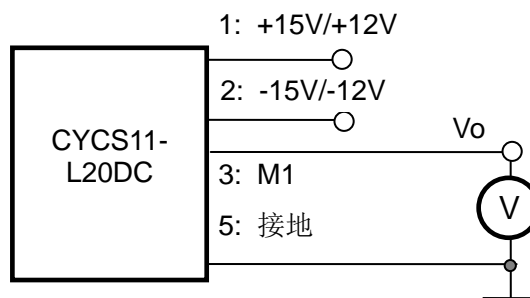 1: +15V/+12V
2: -15V/-12V
CYCS11-
L20DC
Vo
3: M1
V
5: 接地